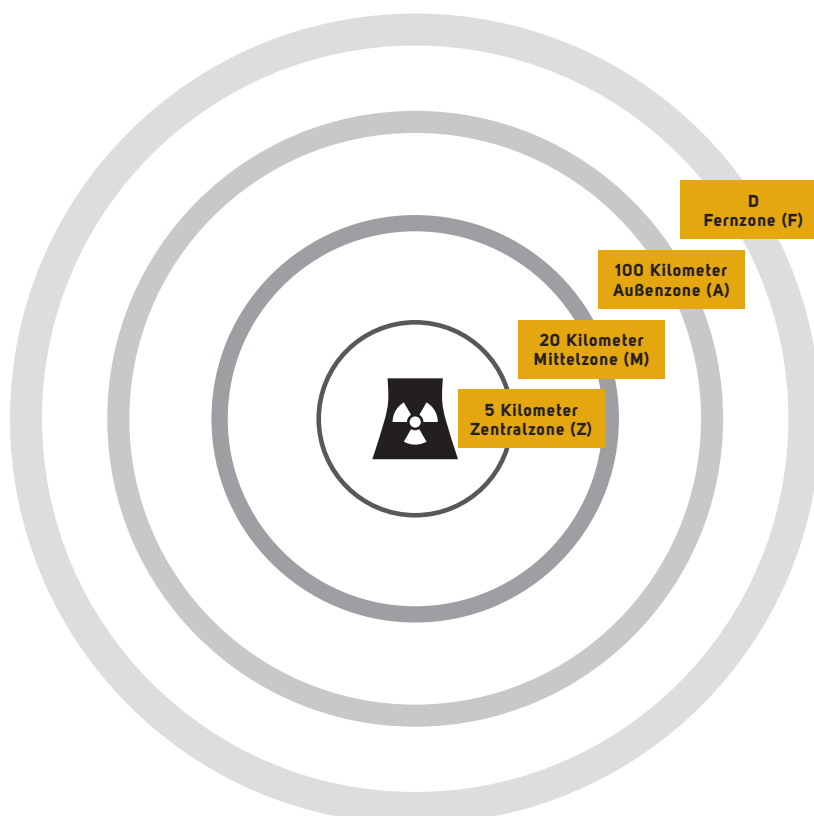 D
Fernzone (F)
100 Kilometer
Außenzone (A)
20 Kilometer
Mittelzone (M)
5 Kilometer
Zentralzone (Z)